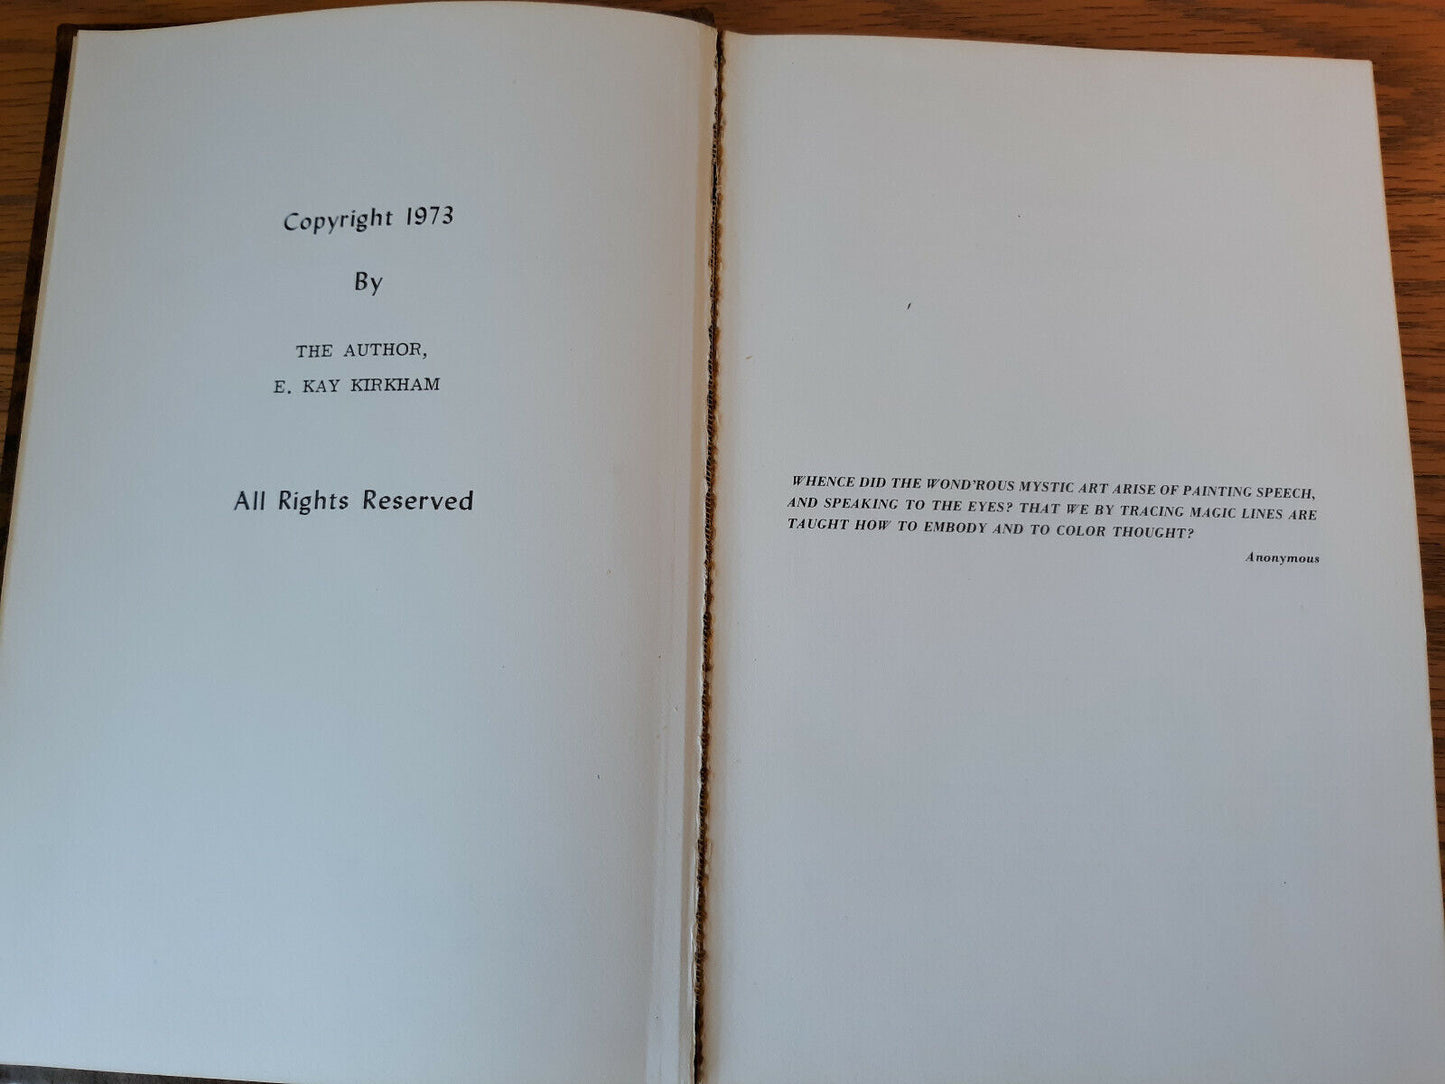 Copyright 1973
By
THE AUTHOR,
E. KAY KIRKHAM
All Rights Reserved
WHENCE DID THE WOND'ROUS MYSTIC ART ARISE OF PAINTING SPEECH,
AND SPEAKING TO THE EYES? THAT WE BY TRACING MAGIC LINES ARE
TAUGHT HOW TO EMBODY AND TO COLOR THOUGHT?
Anonymous